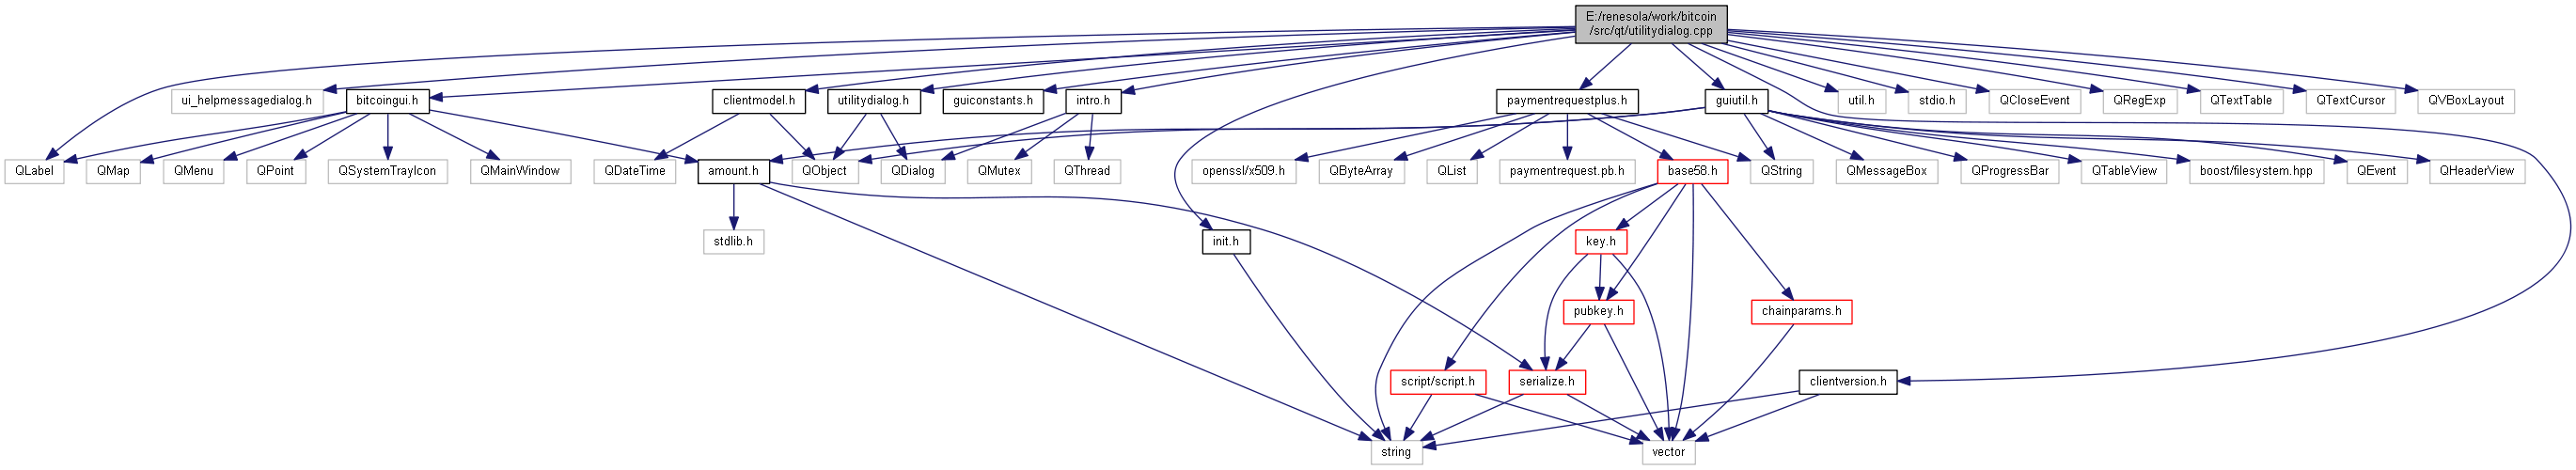 E:/renesola/work/bitcoin
/src/qt/utilitydialog.cpp
ui_helpmessagedialog.h
bitcoingui.h
clientmodel.h
utilitydialog.h
guiconstants.h
intro.h
paymentrequestplus.h
guiutil.h
util.h
stdio.h
QCloseEvent
QRegExp
QTextTable
QTextCursor
QVBoxLayout
QLabel
QMap
QMenu
QPoint
QSystemTrayIcon
QMainWindow
QDateTime
amount.h
QObject
QDialog
QMutex
QThread
openssl/x509.h
QByteArray
QList
paymentrequest.pb.h
base58.h
QString
QMessageBox
QProgressBar
QTableView
boost/filesystem.hpp
QEvent
QHeaderView
stdlib.h
init.h
key.h
pubkey.h
chainparams.h
script/script.h
serialize.h
clientversion.h
string
vector